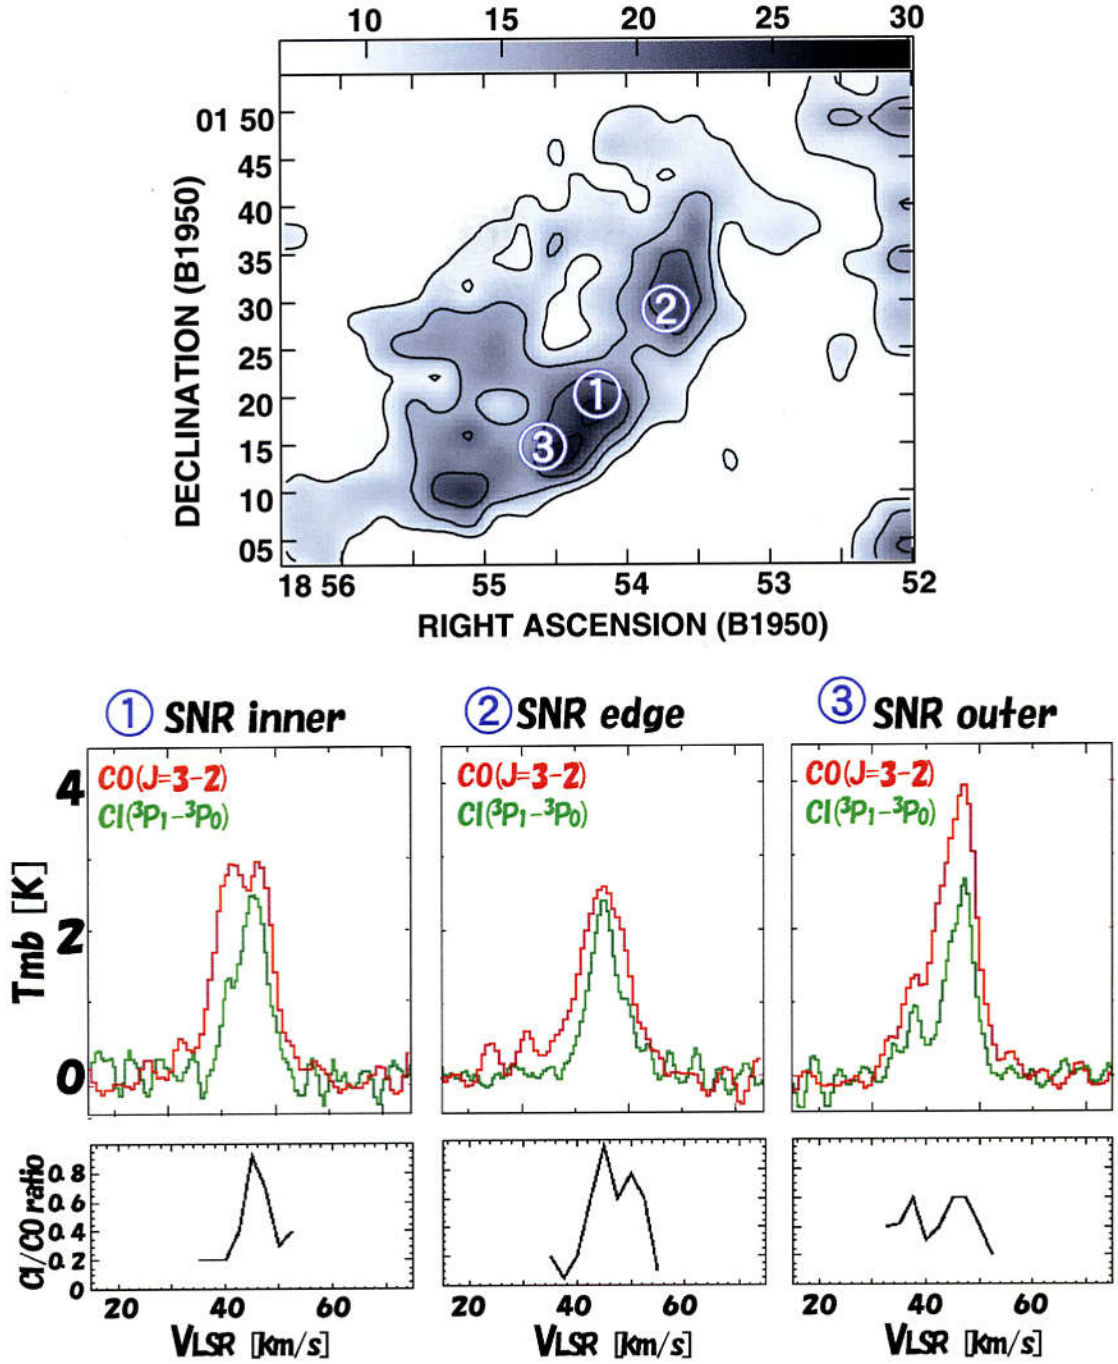 10 15 20 25 30
01 50
45
40
35
30
25
20
15
10
05
DECLINATION (B1950)
2
1
3
18 56 55 54 53 52
RIGHT ASCENSION (B1950)
1 SNR inner
CO(J=3-2)
CI(³P₁-³P₀)
2 SNR edge
CO(J=3-2)
CI(³P₁-³P₀)
3 SNR outer
CO(J=3-2)
CI(³P₁-³P₀)
4
2
0
Tmb [K]
0.8
0.6
0.4
0.2
0
CI/CO ratio
20 40 60
VLSR [km/s]
20 40 60
VLSR [km/s]
20 40 60
VLSR [km/s]